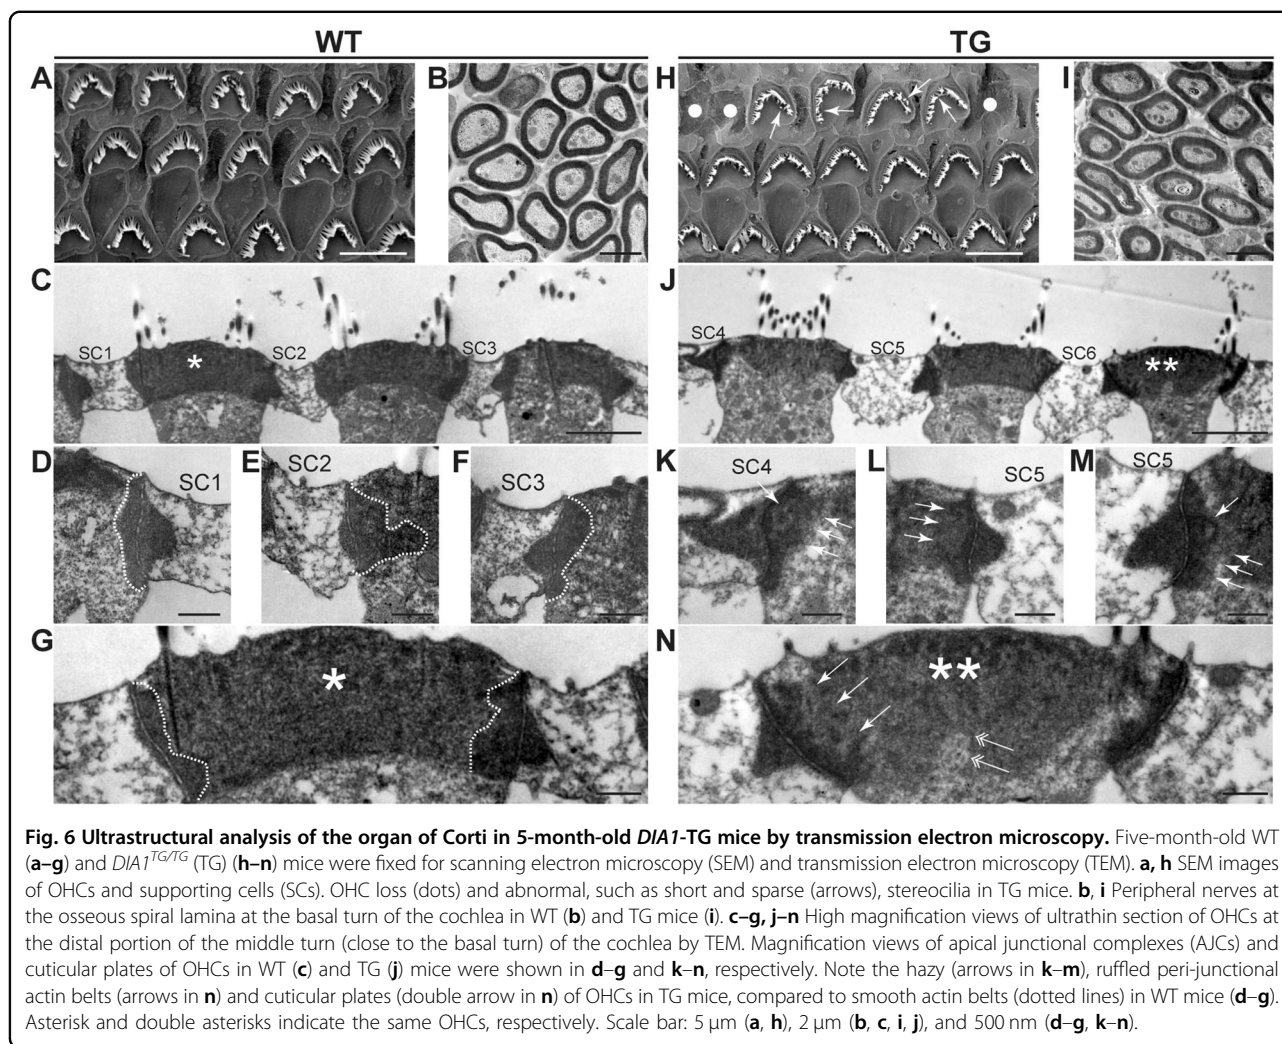 WT
TG
A
B
H
I
C
SC1
SC2
SC3
*
J
SC4
SC5
SC6
**
D
SC1
E
SC2
F
SC3
K
SC4
L
SC5
M
SC5
G
*
N
**
Fig. 6 Ultrastructural analysis of the organ of Corti in 5-month-old DIA1-TG mice by transmission electron microscopy. Five-month-old WT
(a–g) and DIA1TG/TG (TG) (h–n) mice were fixed for scanning electron microscopy (SEM) and transmission electron microscopy (TEM). a, h SEM images
of OHCs and supporting cells (SCs). OHC loss (dots) and abnormal, such as short and sparse (arrows), stereocilia in TG mice. b, i Peripheral nerves at
the osseous spiral lamina at the basal turn of the cochlea in WT (b) and TG mice (i). c–g, j–n High magnification views of ultrathin section of OHCs at
the distal portion of the middle turn (close to the basal turn) of the cochlea by TEM. Magnification views of apical junctional complexes (AJCs) and
cuticular plates of OHCs in WT (c) and TG (j) mice were shown in d–g and k–n, respectively. Note the hazy (arrows in k–m), ruffled peri-junctional
actin belts (arrows in n) and cuticular plates (double arrow in n) of OHCs in TG mice, compared to smooth actin belts (dotted lines) in WT mice (d–g).
Asterisk and double asterisks indicate the same OHCs, respectively. Scale bar: 5 µm (a, h), 2 µm (b, c, i, j), and 500 nm (d–g, k–n).